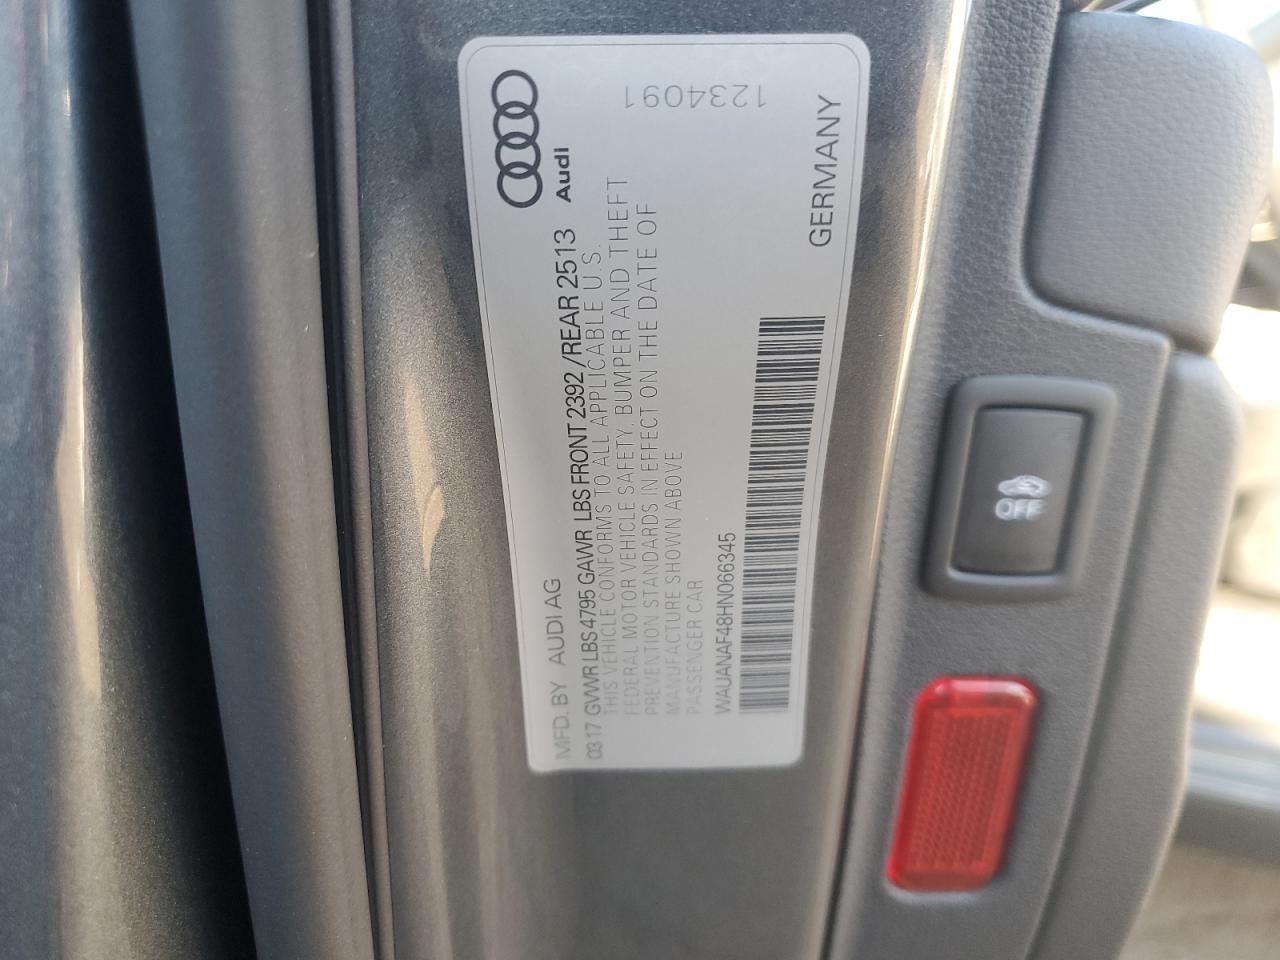 MFD. BY AUDI AG
Audi
03 17 GVWR LBS 4795 GAWR LBS FRONT 2392 /REAR 2513
THIS VEHICLE CONFORMS TO ALL APPLICABLE U.S.
FEDERAL MOTOR VEHICLE SAFETY, BUMPER AND THEFT
PREVENTION STANDARDS IN EFFECT ON THE DATE OF
MANUFACTURE SHOWN ABOVE
PASSENGER CAR
WAUANAF48HN066345
GERMANY
1234091
OFF